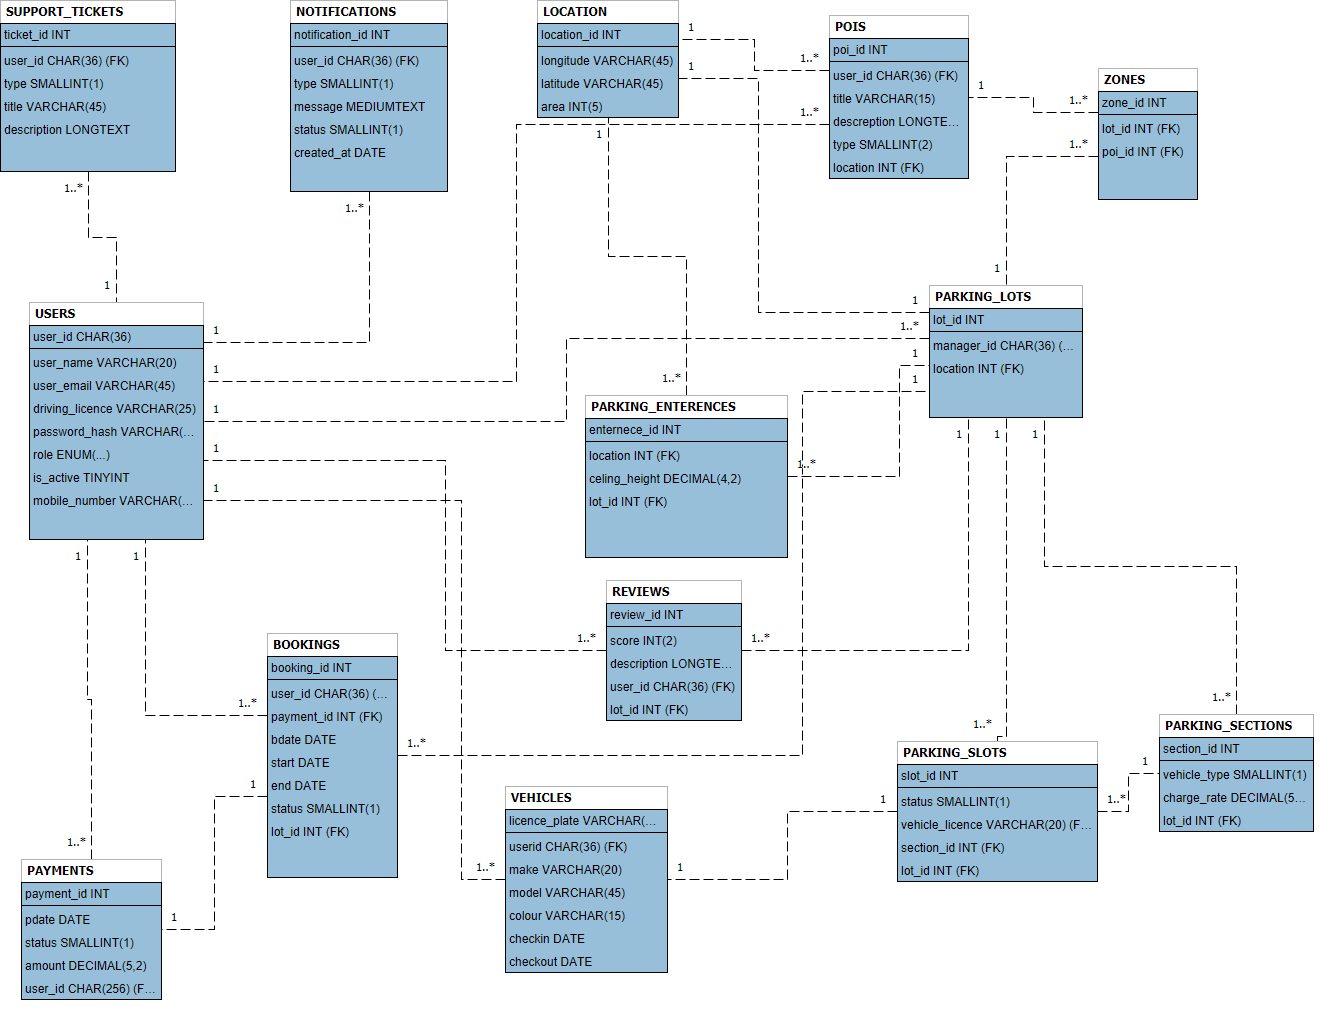 SUPPORT_TICKETS
ticket_id INT
user_id CHAR(36) (FK)
type SMALLINT(1)
title VARCHAR(45)
description LONGTEXT
1..*
1
NOTIFICATIONS
notification_id INT
user_id CHAR(36) (FK)
type SMALLINT(1)
message MEDIUMTEXT
status SMALLINT(1)
created_at DATE
1..*
LOCATION
location_id INT
longitude VARCHAR(45)
latitude VARCHAR(45)
area INT(5)
1
1
1
POIS
poi_id INT
user_id CHAR(36) (FK)
title VARCHAR(15)
descreption LONGTE...
type SMALLINT(2)
location INT (FK)
1..*
1..*
1
ZONES
zone_id INT
lot_id INT (FK)
poi_id INT (FK)
1..*
1..*
1
USERS
user_id CHAR(36)
user_name VARCHAR(20)
user_email VARCHAR(45)
driving_licence VARCHAR(25)
password_hash VARCHAR(...
role ENUM(...)
is_active TINYINT
mobile_number VARCHAR(...
1
1
1
1
1
1
1
PARKING_LOTS
lot_id INT
manager_id CHAR(36) (...
location INT (FK)
1
1..*
1
1
1
1
1
PARKING_ENTERENCES
enternece_id INT
location INT (FK)
celing_height DECIMAL(4,2)
lot_id INT (FK)
1..*
1..*
REVIEWS
review_id INT
score INT(2)
description LONGTE...
user_id CHAR(36) (FK)
lot_id INT (FK)
1..*
1..*
BOOKINGS
booking_id INT
user_id CHAR(36) (...
payment_id INT (FK)
bdate DATE
start DATE
end DATE
status SMALLINT(1)
lot_id INT (FK)
1..*
1..*
1
VEHICLES
licence_plate VARCHAR(...
userid CHAR(36) (FK)
make VARCHAR(20)
model VARCHAR(45)
colour VARCHAR(15)
checkin DATE
checkout DATE
1..*
1
PARKING_SLOTS
slot_id INT
status SMALLINT(1)
vehicle_licence VARCHAR(20) (F...
section_id INT (FK)
lot_id INT (FK)
1..*
1
1..*
PARKING_SECTIONS
section_id INT
vehicle_type SMALLINT(1)
charge_rate DECIMAL(5...
lot_id INT (FK)
1..*
1
PAYMENTS
payment_id INT
pdate DATE
status SMALLINT(1)
amount DECIMAL(5,2)
user_id CHAR(256) (F...
1..*
1